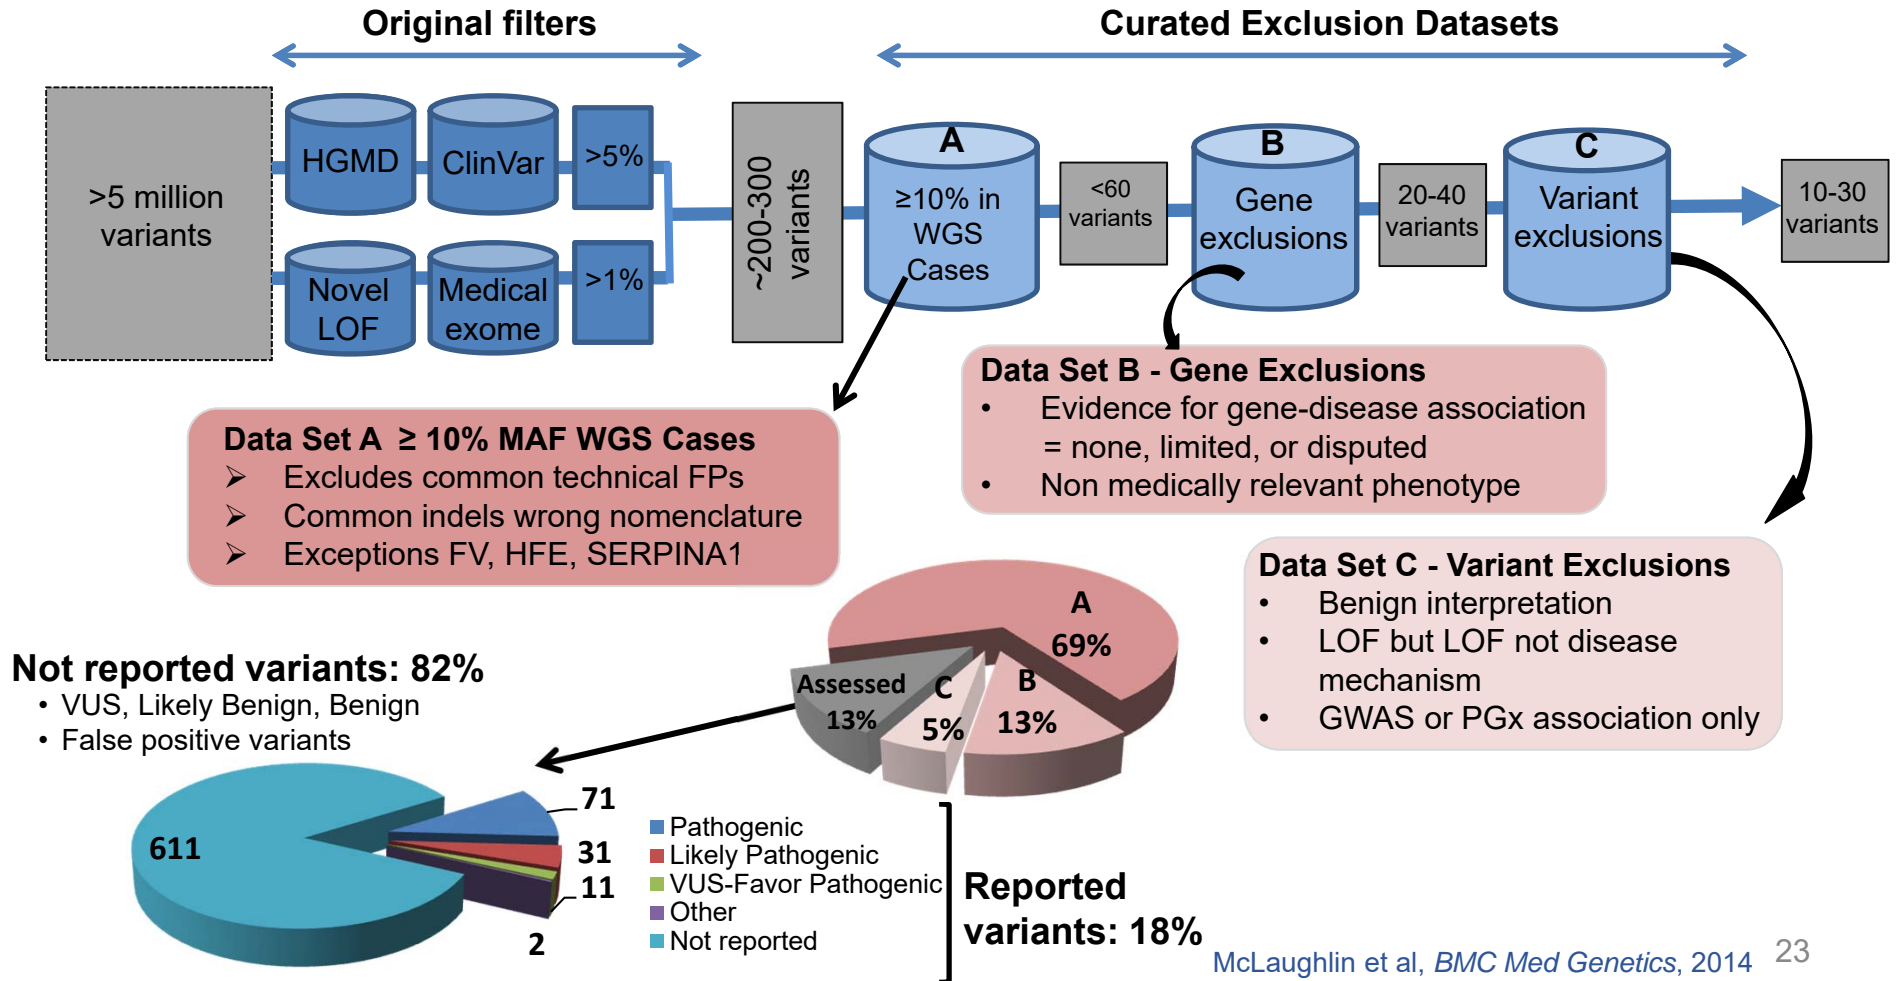 Original filters
Curated Exclusion Datasets
>5 million
variants
HGMD
ClinVar
>5%
Novel
LOF
Medical
exome
>1%
~200-300
variants
A
≥10% in
WGS
Cases
<60
variants
B
Gene
exclusions
20-40
variants
C
Variant
exclusions
10-30
variants
Data Set A ≥ 10% MAF WGS Cases
➢ Excludes common technical FPs
➢ Common indels wrong nomenclature
➢ Exceptions FV, HFE, SERPINA1
Data Set B - Gene Exclusions
• Evidence for gene-disease association
= none, limited, or disputed
• Non medically relevant phenotype
Data Set C - Variant Exclusions
• Benign interpretation
• LOF but LOF not disease
mechanism
• GWAS or PGx association only
A
69%
B
13%
C
5%
Assessed
13%
Not reported variants: 82%
• VUS, Likely Benign, Benign
• False positive variants
611
71
31
11
2
Pathogenic
Likely Pathogenic
VUS-Favor Pathogenic
Other
Not reported
Reported
variants: 18%
McLaughlin et al, BMC Med Genetics, 2014
23